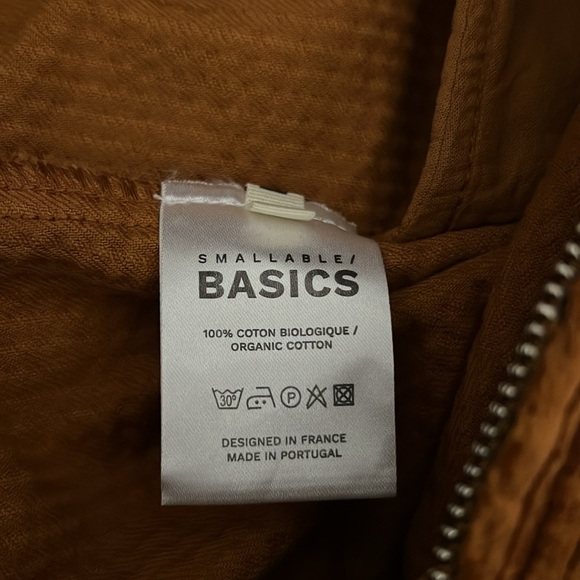 SMALLABLE/
BASICS
100% COTON BIOLOGIQUE /
ORGANIC COTTON
30°
P
DESIGNED IN FRANCE
MADE IN PORTUGAL